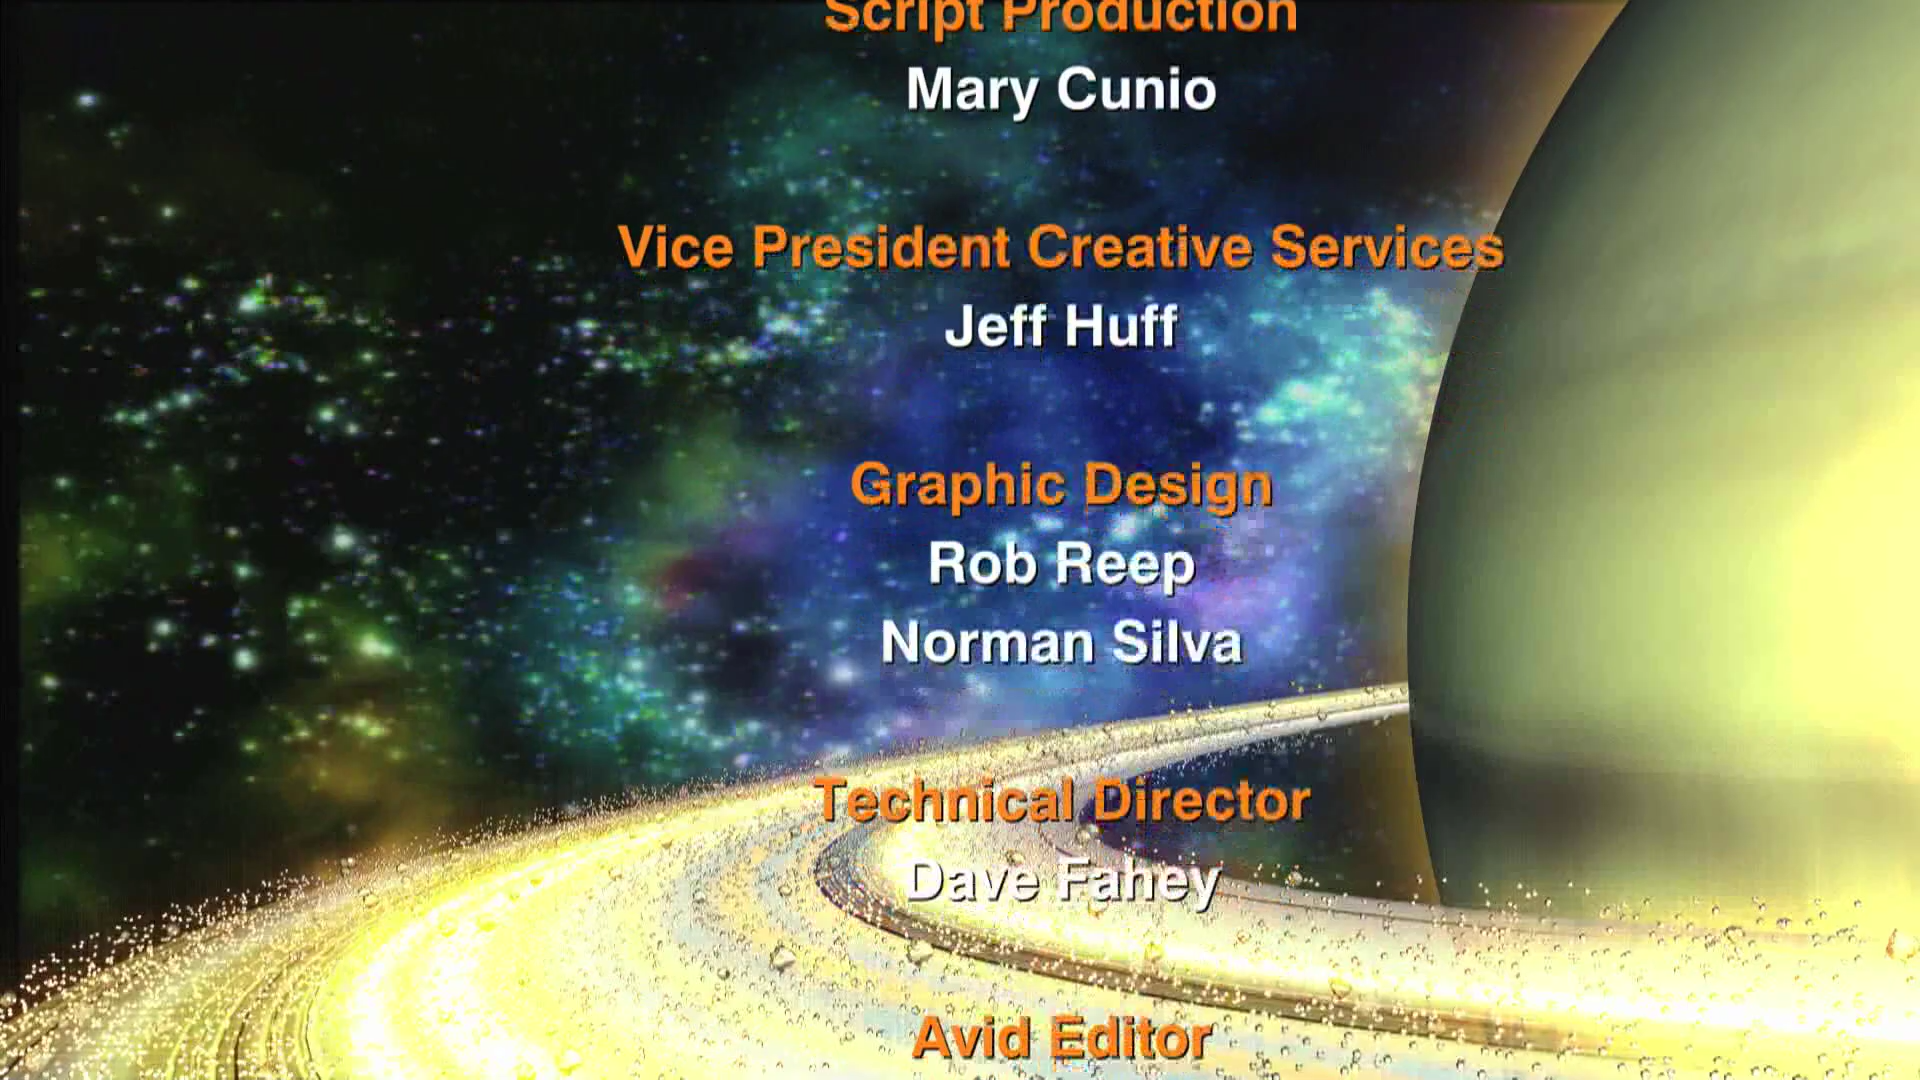 Script Production
Mary Cunio
Vice President Creative Services
Jeff Huff
Graphic Design
Rob Reep
Norman Silva
Technical Director
Dave Fahey
Avid Editor